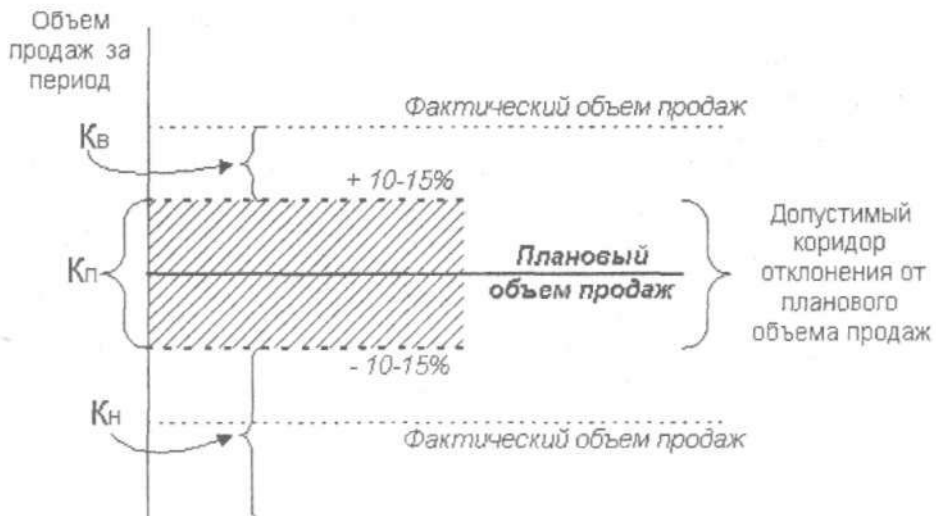 Объем
продаж за
период
Фактический объем продаж
Кв
+ 10-15%
Кп
Плановый
объем продаж
Допустимый
коридор
отклонения от
планового
объема продаж
- 10-15%
Кн
Фактический объем продаж